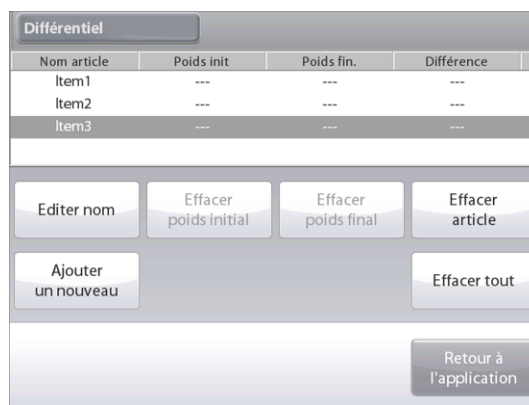 Différentiel
Nom article Poids init Poids fin. Différence
Item1 --- --- ---
Item2 --- --- ---
Item3 --- --- ---
Editer nom
Effacer
poids initial
Effacer
poids final
Effacer
article
Ajouter
un nouveau
Effacer tout
Retour à
l'application